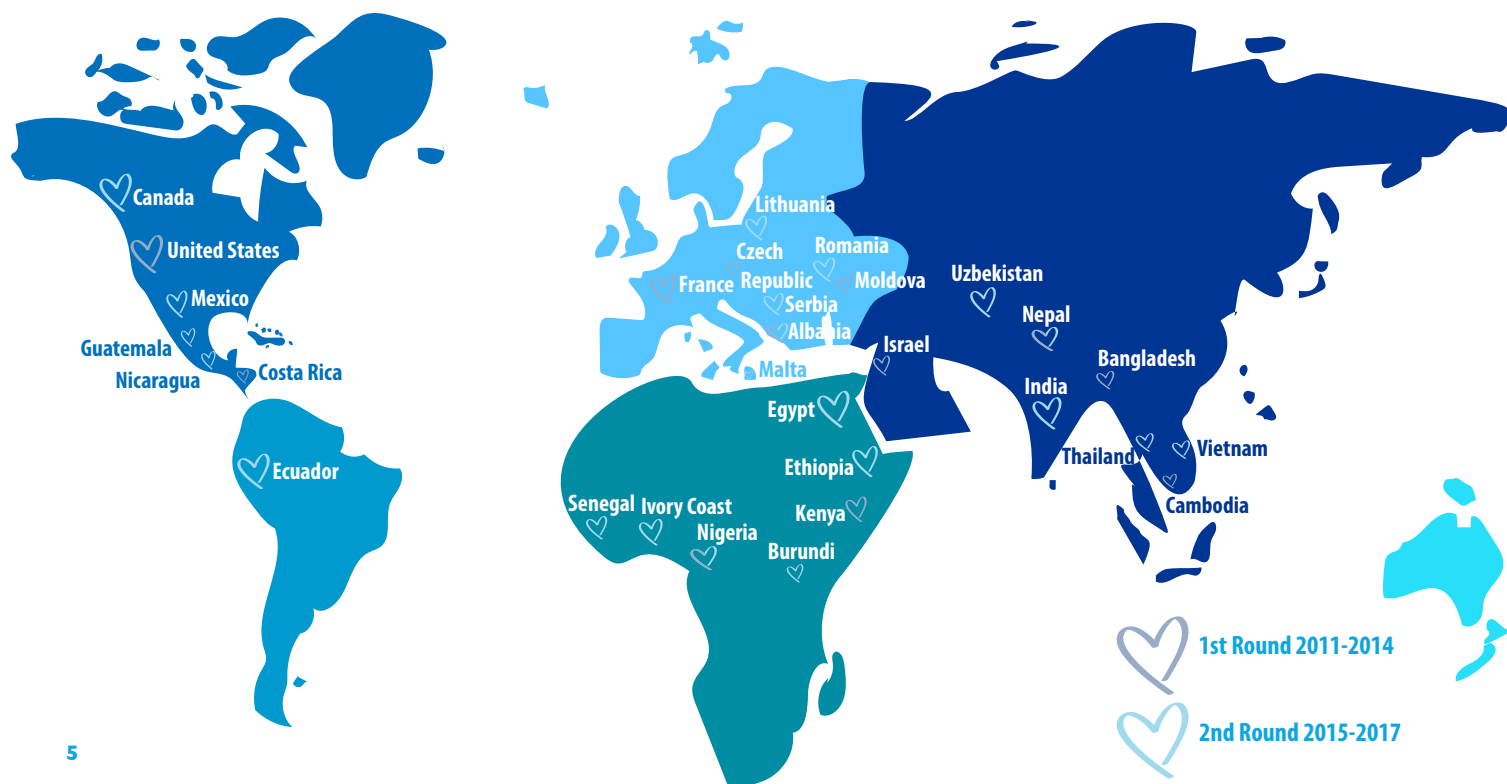 Canada
United States
Mexico
Guatemala
Nicaragua
Costa Rica
Ecuador
Lithuania
Czech
Republic
Romania
France
Moldova
Serbia
Albania
Malta
Egypt
Ethiopia
Senegal
Ivory Coast
Nigeria
Kenya
Burundi
Uzbekistan
Nepal
Israel
Bangladesh
India
Thailand
Vietnam
Cambodia
1st Round 2011-2014
2nd Round 2015-2017
5